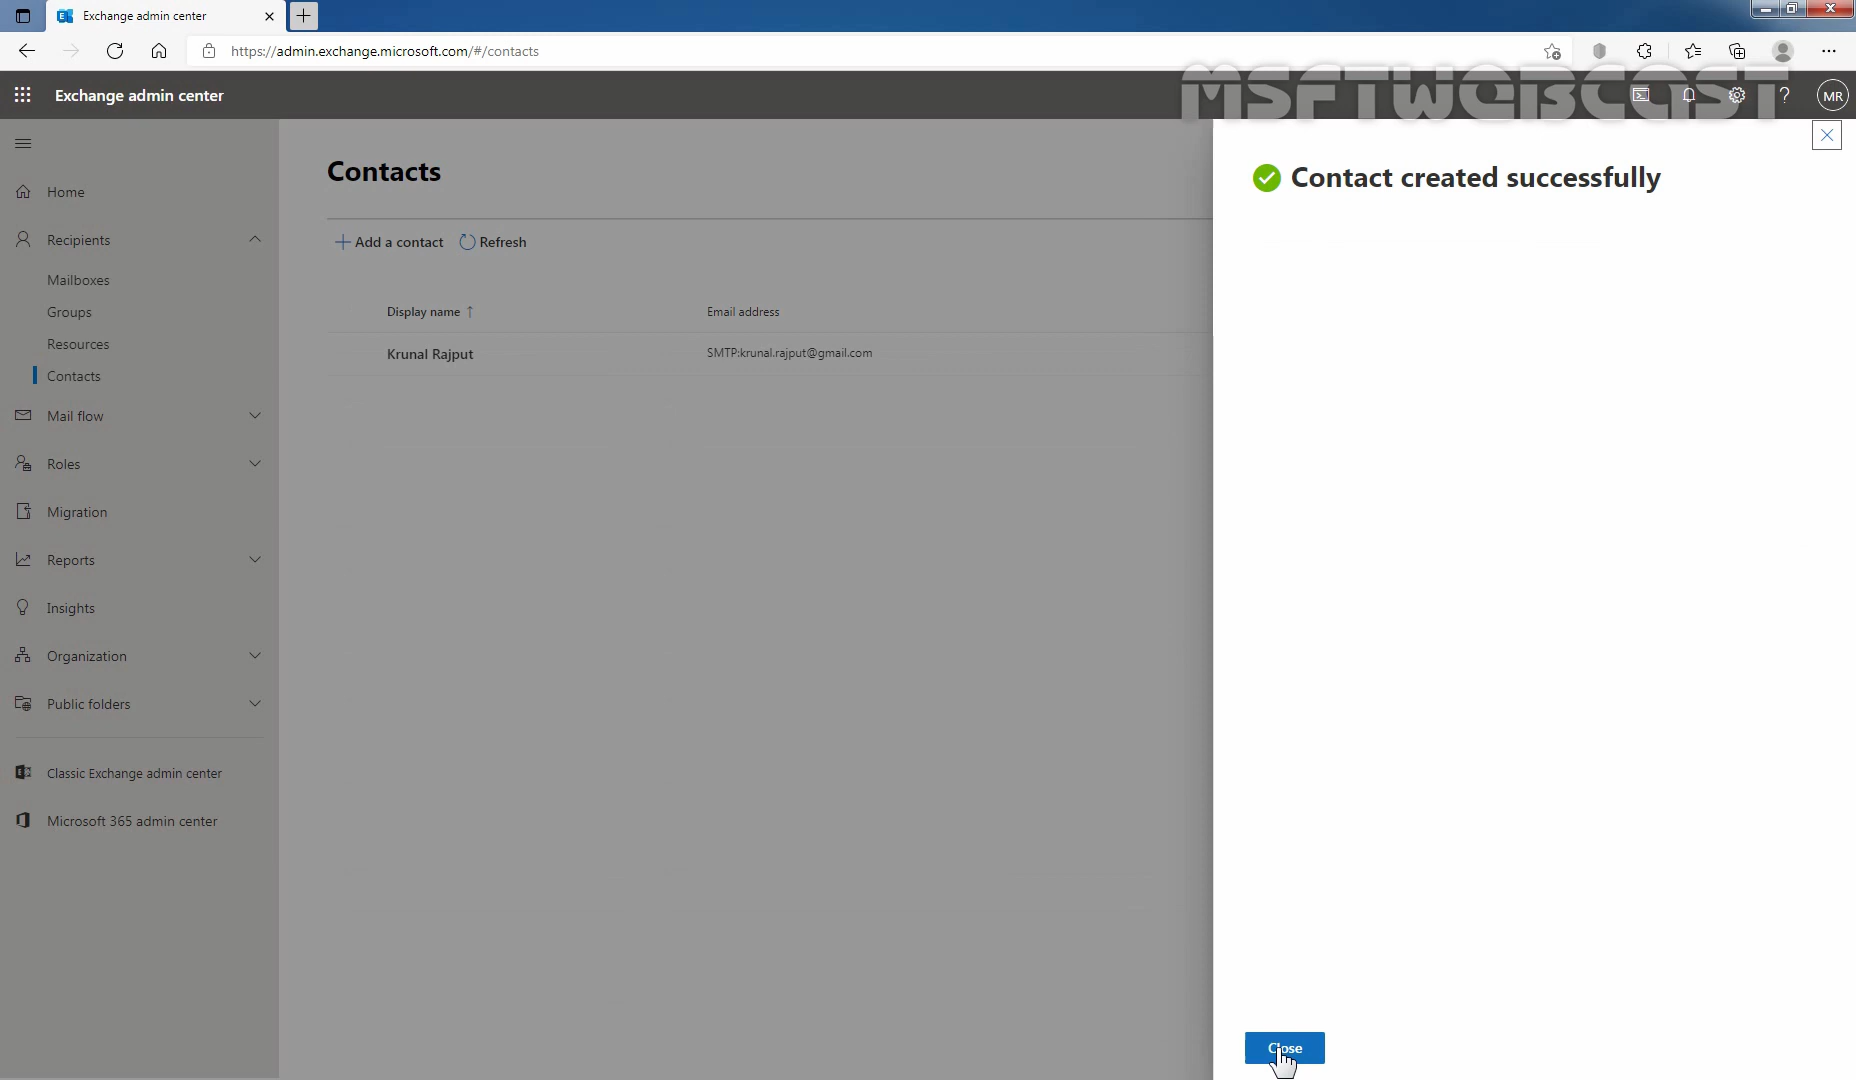 Exchange admin center
https://admin.exchange.microsoft.com/#/contacts
MSFTWEBCAST
Exchange admin center
MR
Home
Recipients
Mailboxes
Groups
Resources
Contacts
Mail flow
Roles
Migration
Reports
Insights
Organization
Public folders
Classic Exchange admin center
Microsoft 365 admin center
Contacts
Add a contact Refresh
Display name ↑ Email address
Krunal Rajput SMTP:krunal.rajput@gmail.com
Contact created successfully
Close